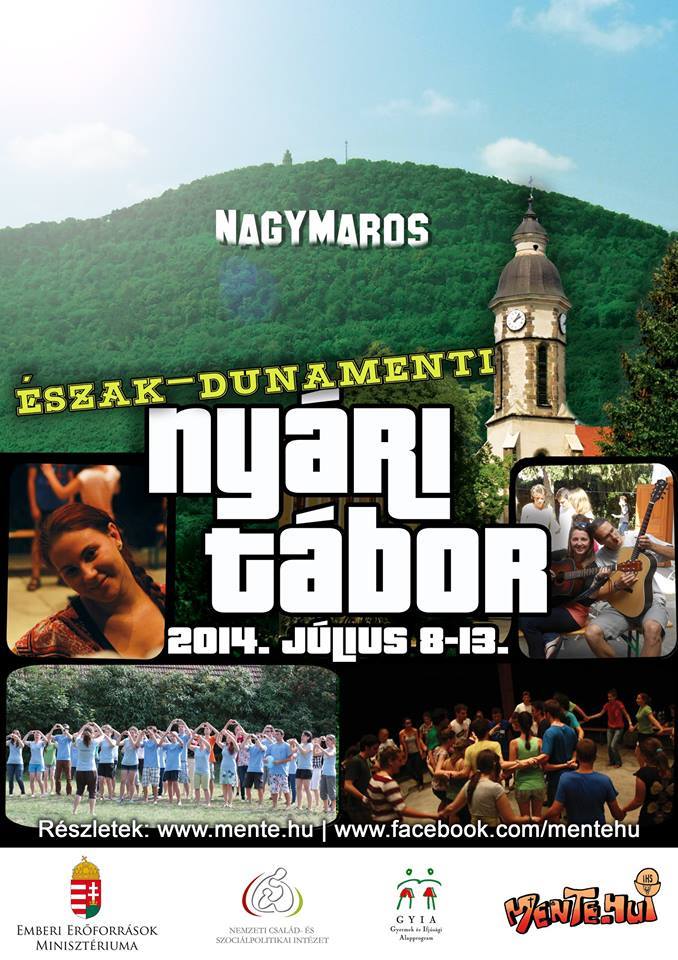 NAGYMAROS
ÉSZAK-DUNAMENTI
NYÁRI
TÁBOR
2014. JÚLIUS 8-13.
Részletek: www.mente.hu | www.facebook.com/mentehu
EMBERI ERŐFORRÁSOK
MINISZTÉRIUMA
NEMZETI CSALÁD- ÉS
SZOCIÁLPOLITIKAI INTÉZET
GYIA
Gyermek és Ifjúsági
Alapprogram
IHS
MENTE.HU